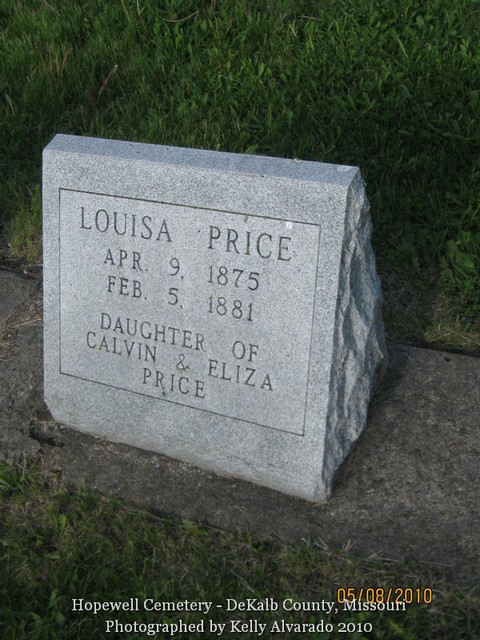 LOUISA PRICE
APR. 9, 1875
FEB. 5, 1881
DAUGHTER OF
CALVIN & ELIZA
PRICE
05/08/2010
Hopewell Cemetery - DeKalb County, Missouri
Photographed by Kelly Alvarado 2010